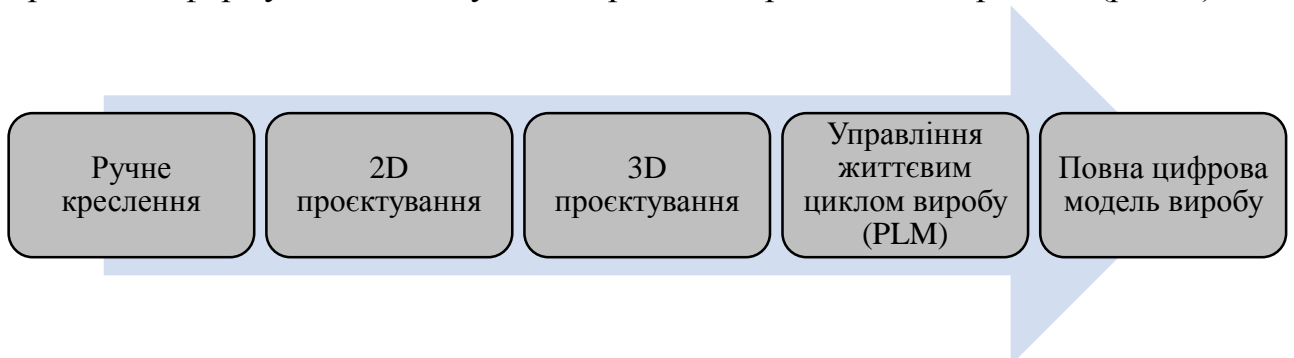 Ручне
креслення
2D
проєктування
3D
проєктування
Управління
життєвим
циклом виробу
(PLM)
Повна цифрова
модель виробу